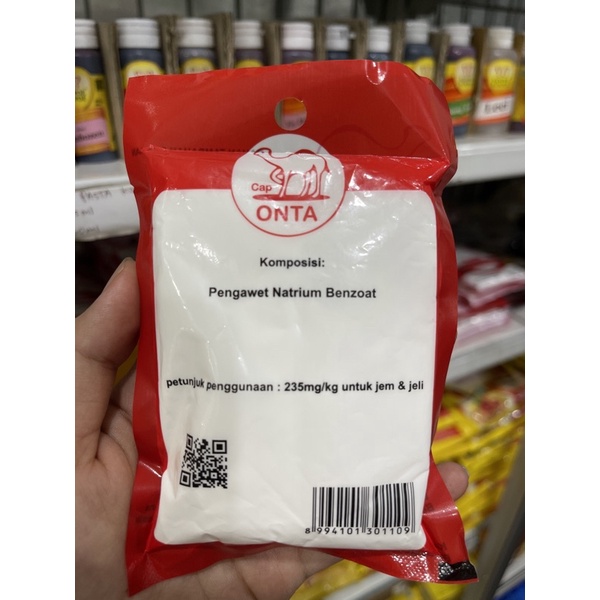 Cap
ONTA
Komposisi:
Pengawet Natrium Benzoat
petunjuk penggunaan : 235mg/kg untuk jem & jeli
8 994101 301109